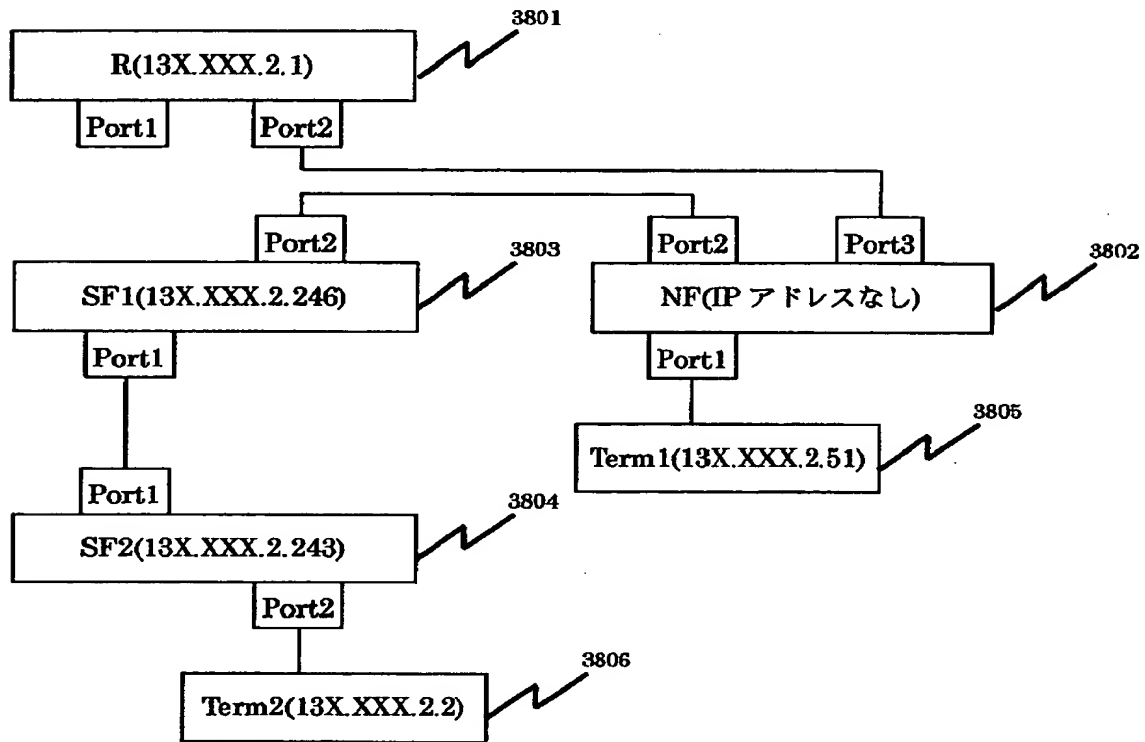 3801
R(13X.XXX.2.1)
Port1
Port2
Port2
Port2
Port3
3803
3802
SF1(13X.XXX.2.246)
NF(IP アドレスなし)
Port1
Port1
3805
Term1(13X.XXX.2.51)
Port1
3804
SF2(13X.XXX.2.243)
Port2
3806
Term2(13X.XXX.2.2)